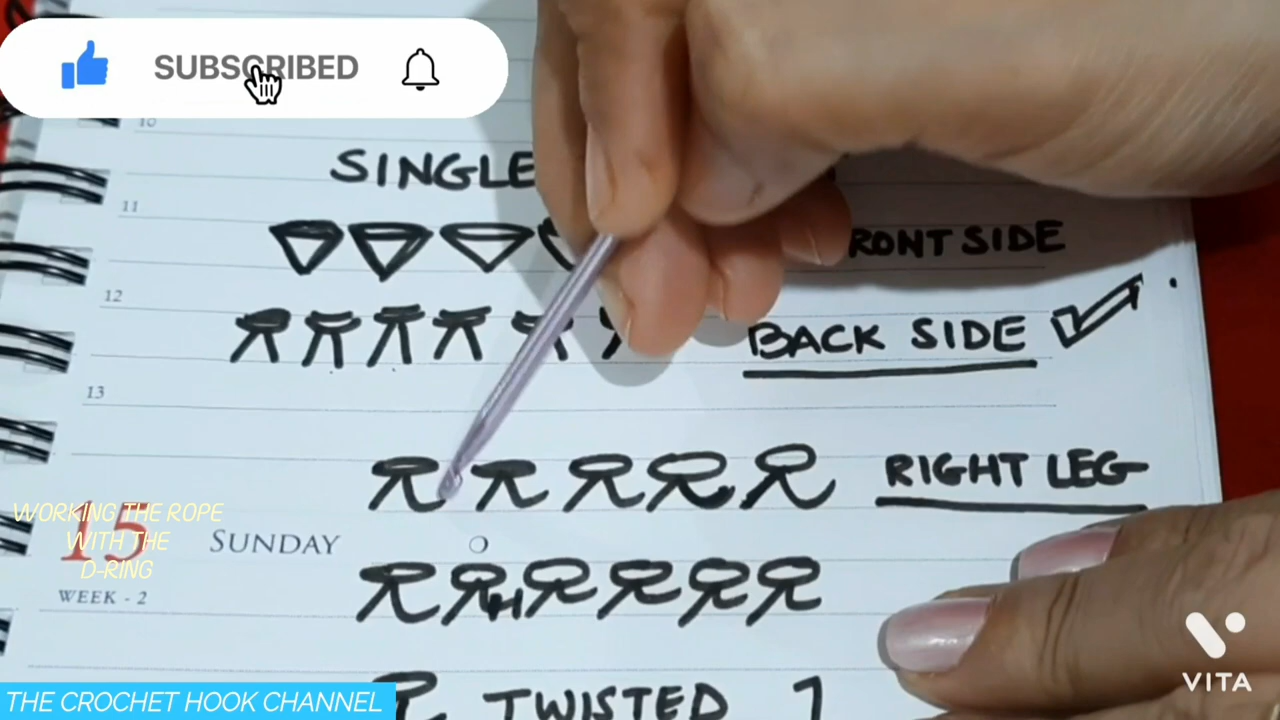 SUBSCRIBED
10
SINGLE
11
RONT SIDE
12
BACK SIDE
13
RIGHT LEG
WORKING THE ROPE
WITH THE
D-RING
15
SUNDAY
WEEK - 2
TWISTED
THE CROCHET HOOK CHANNEL
VITA